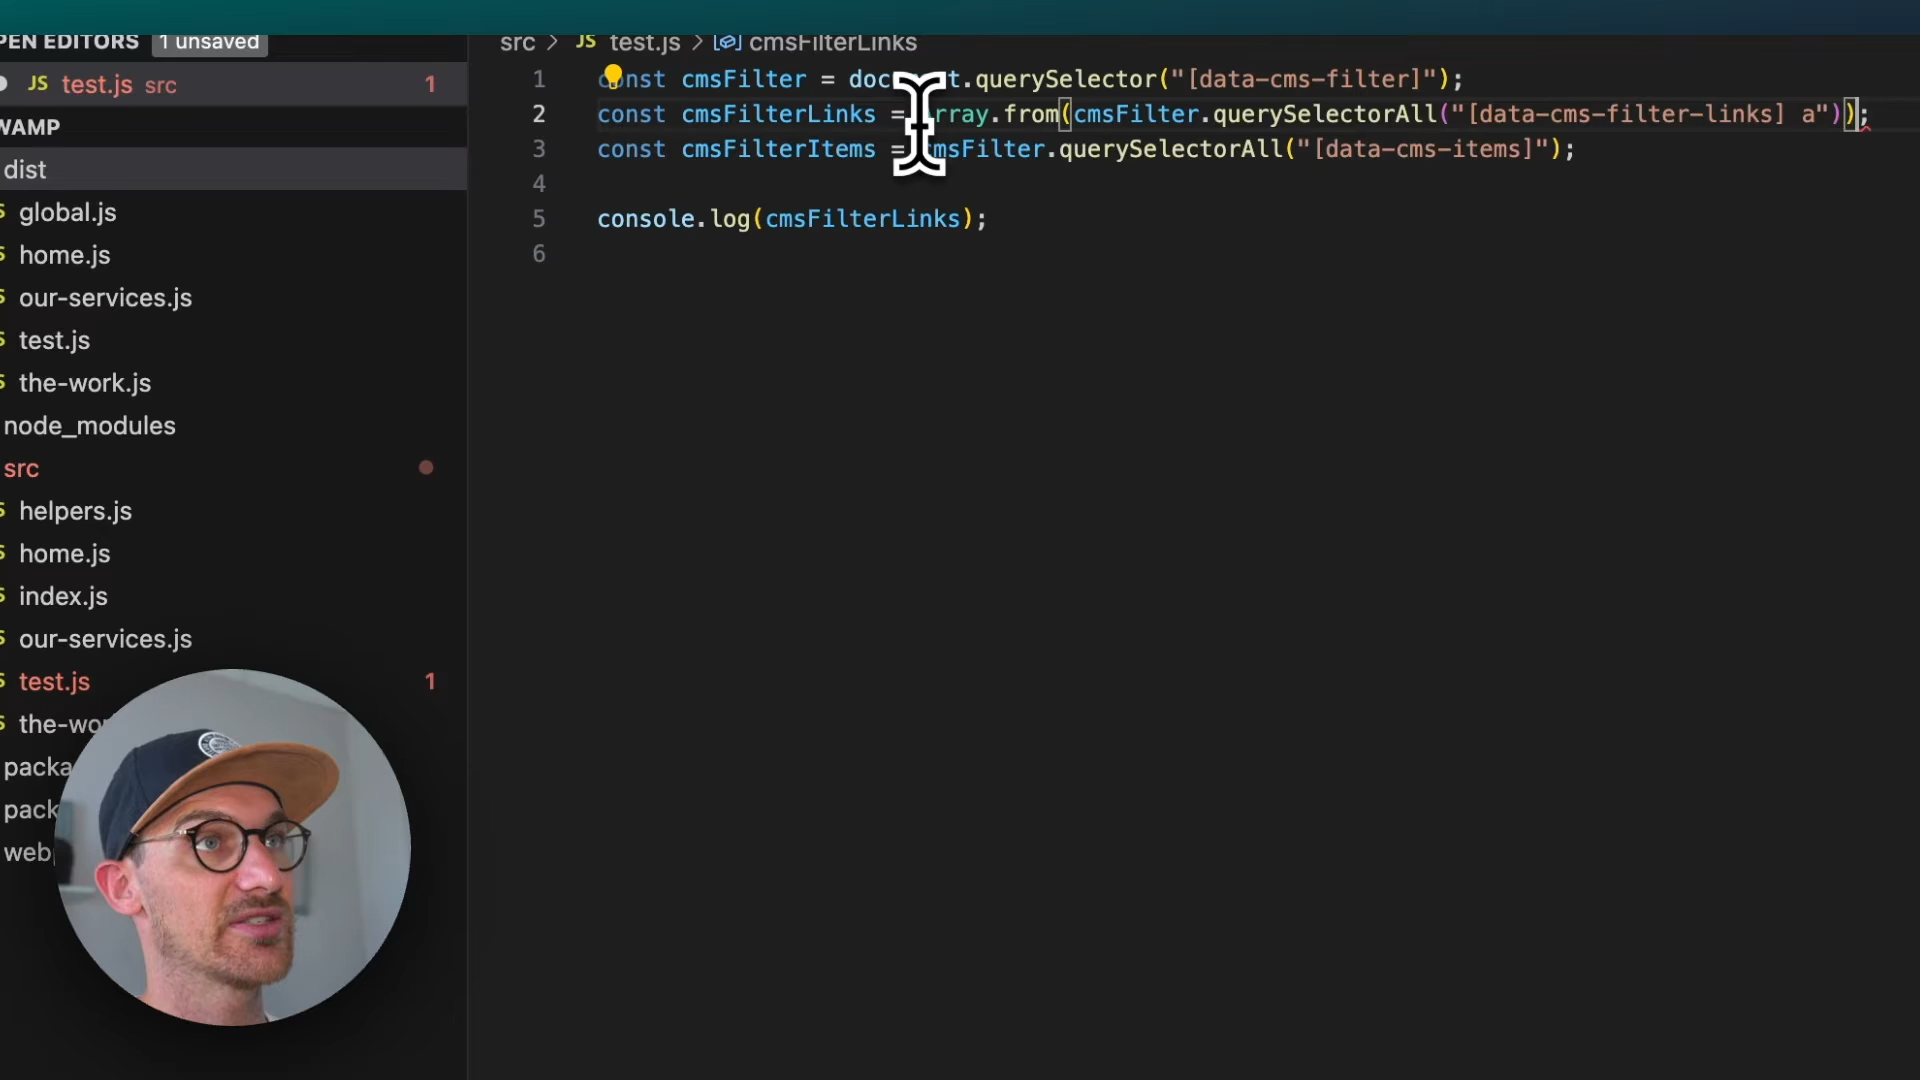 PEN EDITORS 1 unsaved
JS test.js src 1
WAMP
dist
global.js
home.js
our-services.js
test.js
the-work.js
node_modules
src
helpers.js
home.js
index.js
our-services.js
test.js 1
the-wo
packa
pack
web
src > JS test.js > cmsFilterLinks
1 const cmsFilter = doc t.querySelector("[data-cms-filter]");
2 const cmsFilterLinks = rray.from(cmsFilter.querySelectorAll("[data-cms-filter-links] a"));
3 const cmsFilterItems = msFilter.querySelectorAll("[data-cms-items]");
4
5 console.log(cmsFilterLinks);
6